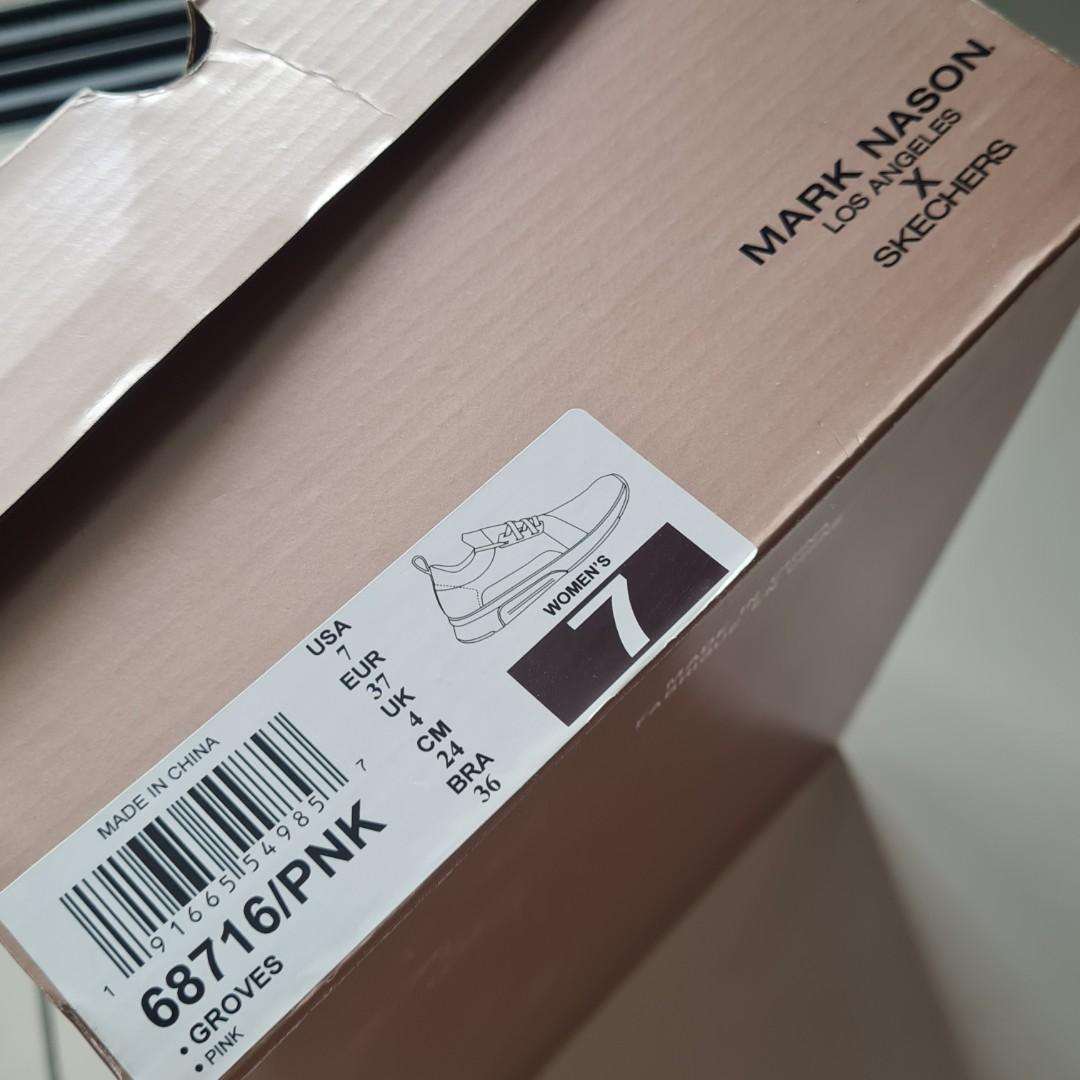 MARK NASON.
LOS ANGELES
X
SKECHERS
WOMEN'S
7
USA
7
EUR
37
UK
4
CM
24
BRA
36
MADE IN CHINA
1 91665 54985 7
68716/PNK
• GROVES
• PINK